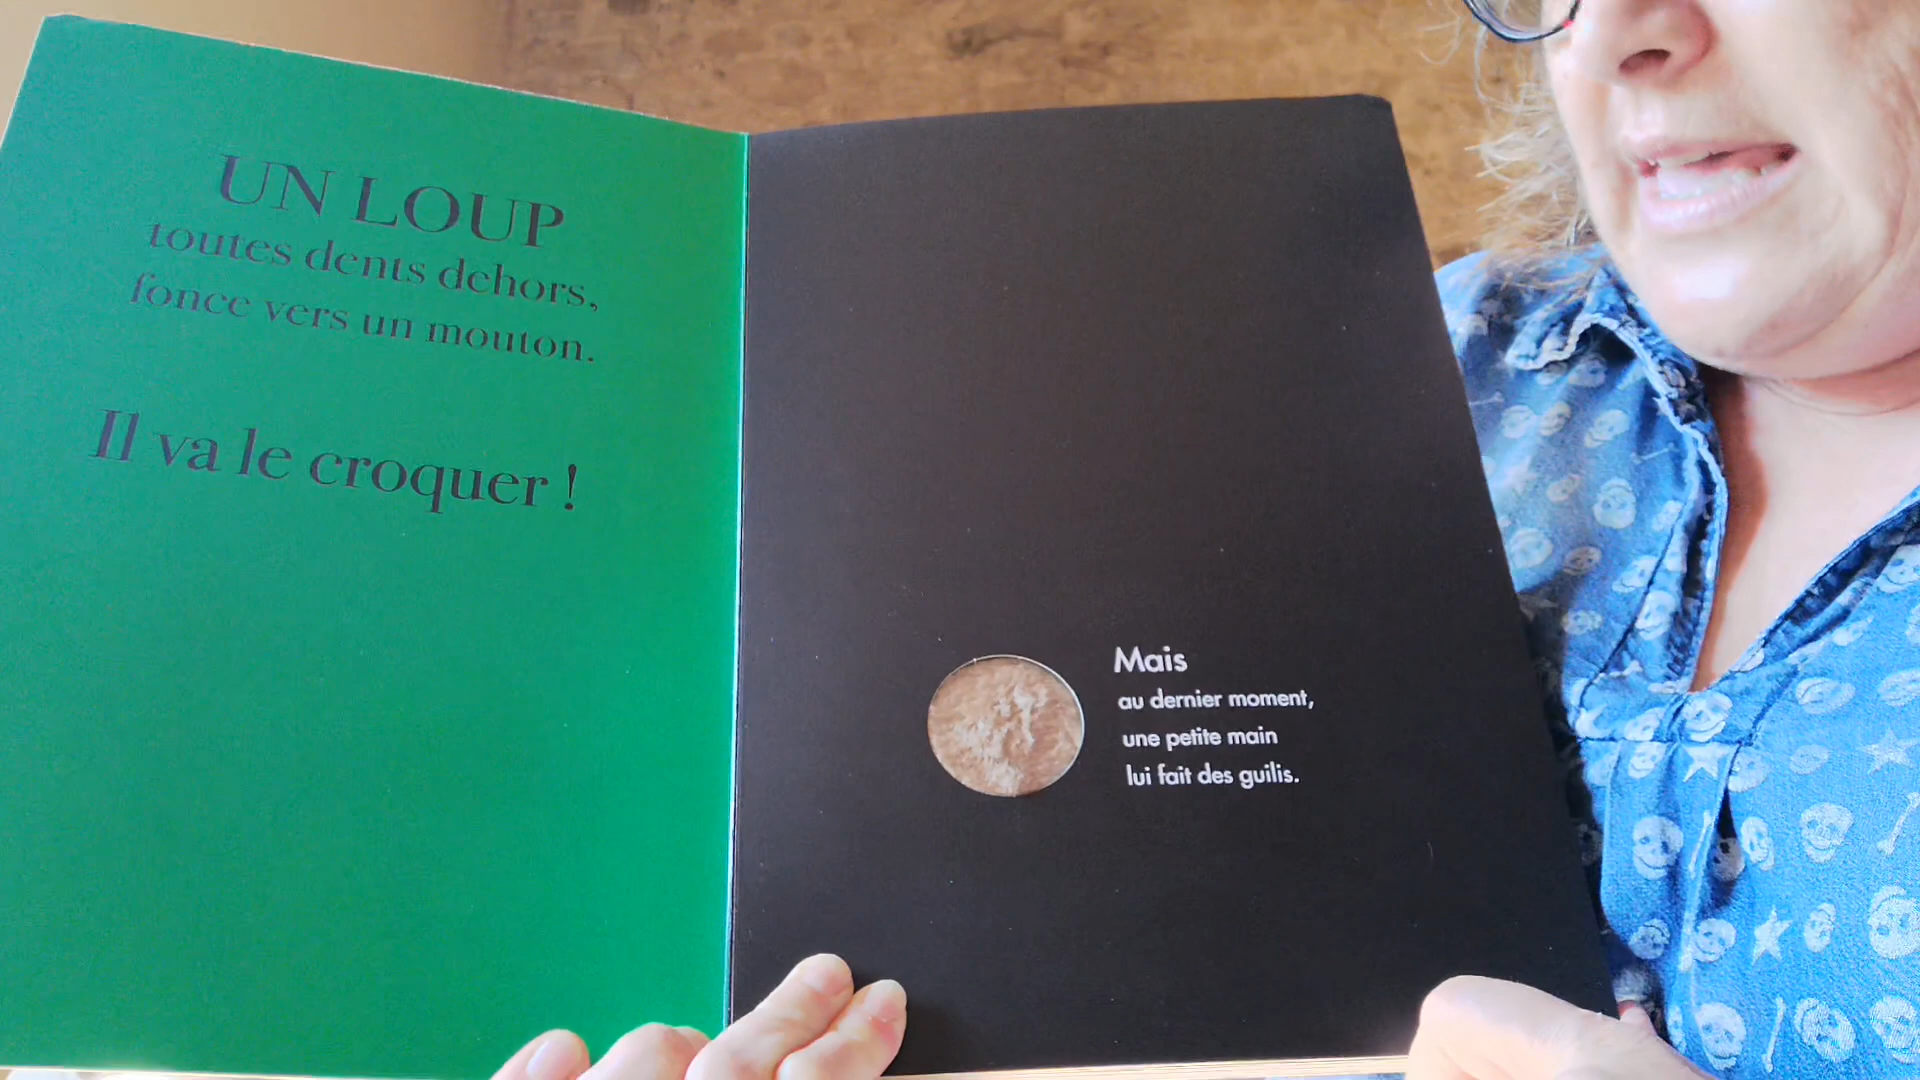 UN LOUP
toutes dents dehors,
fonce vers un mouton.
Il va le croquer !
Mais
au dernier moment,
une petite main
lui fait des guilis.